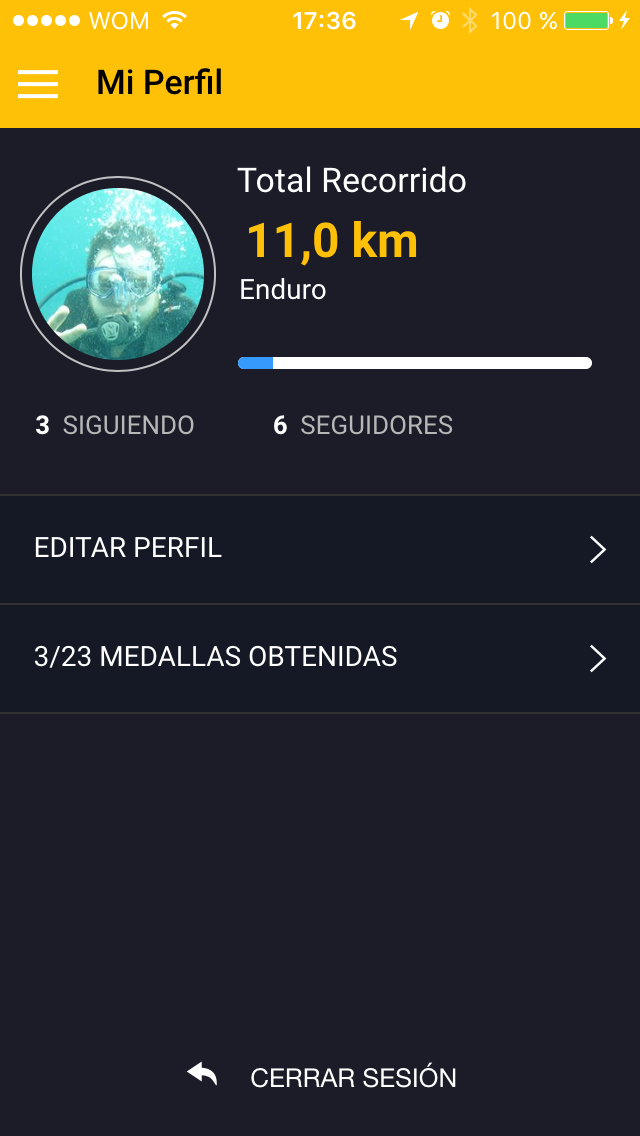 WOM 17:36 100 %
Mi Perfil
Total Recorrido
11,0 km
Enduro
3 SIGUIENDO 6 SEGUIDORES
EDITAR PERFIL
3/23 MEDALLAS OBTENIDAS
CERRAR SESIÓN